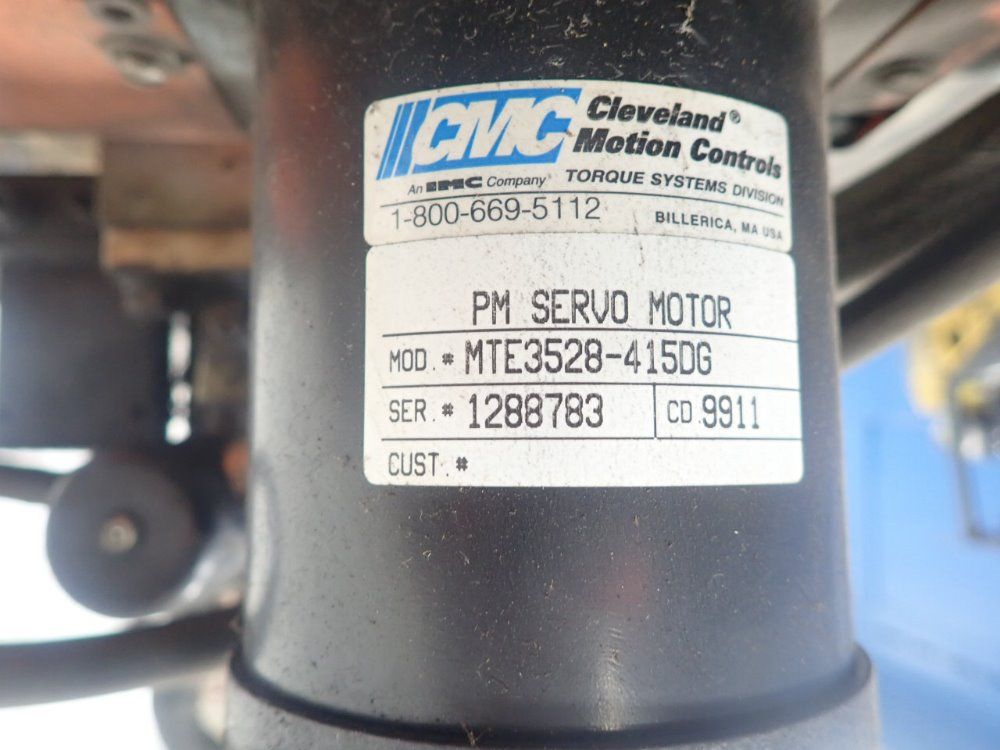 CMC Cleveland®
Motion Controls
An IMC Company TORQUE SYSTEMS DIVISION
1-800-669-5112 BILLERICA, MA USA
PM SERVO MOTOR
MOD.# MTE3528-415DG
SER.# 1288783 CD 9911
CUST.#